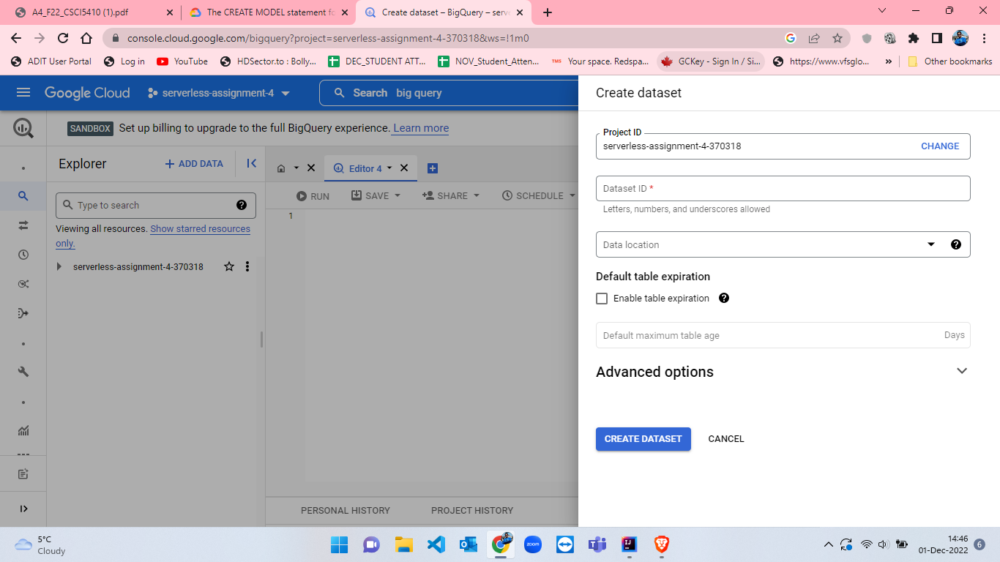 A4_F22_CSCI5410 (1).pdf
The CREATE MODEL statement fo
Create dataset – BigQuery – serve
console.cloud.google.com/bigquery?project=serverless-assignment-4-370318&ws=!1m0
ADIT User Portal
Log in
YouTube
HDSector.to : Bolly...
DEC_STUDENT ATT...
NOV_Student_Atten...
TMS
Your space. Redspa...
GCKey - Sign In / Si...
https://www.vfsglo...
»
Other bookmarks
Google Cloud
serverless-assignment-4
Search big query
Create dataset
SANDBOX Set up billing to upgrade to the full BigQuery experience. Learn more
Explorer
+ ADD DATA
Editor 4
RUN
SAVE
SHARE
SCHEDULE
Type to search
Viewing all resources. Show starred resources
only.
serverless-assignment-4-370318
1
Project ID
serverless-assignment-4-370318
CHANGE
Dataset ID *
Letters, numbers, and underscores allowed
Data location
Default table expiration
Enable table expiration
Default maximum table age
Days
Advanced options
CREATE DATASET
CANCEL
PERSONAL HISTORY
PROJECT HISTORY
5°C
Cloudy
zoom
14:46
01-Dec-2022
6